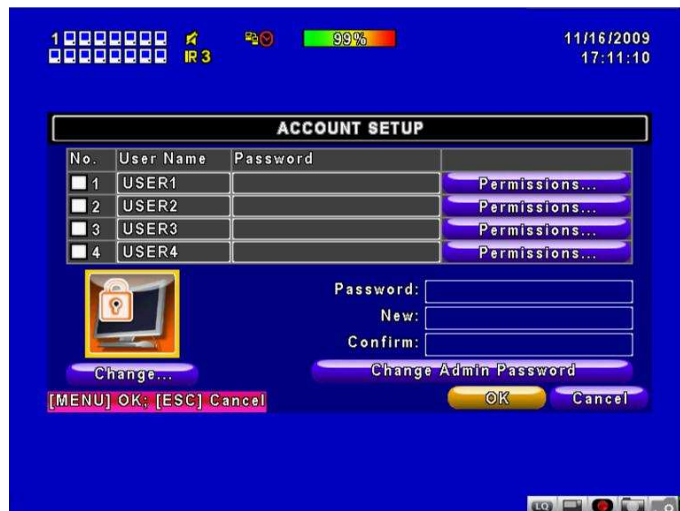 1 99% 11/16/2009
IR 3 17:11:10
ACCOUNT SETUP
No. User Name Password
1 USER1 Permissions...
2 USER2 Permissions...
3 USER3 Permissions...
4 USER4 Permissions...
Password:
New:
Confirm:
Change... Change Admin Password
[MENU] OK; [ESC] Cancel OK Cancel
LQ